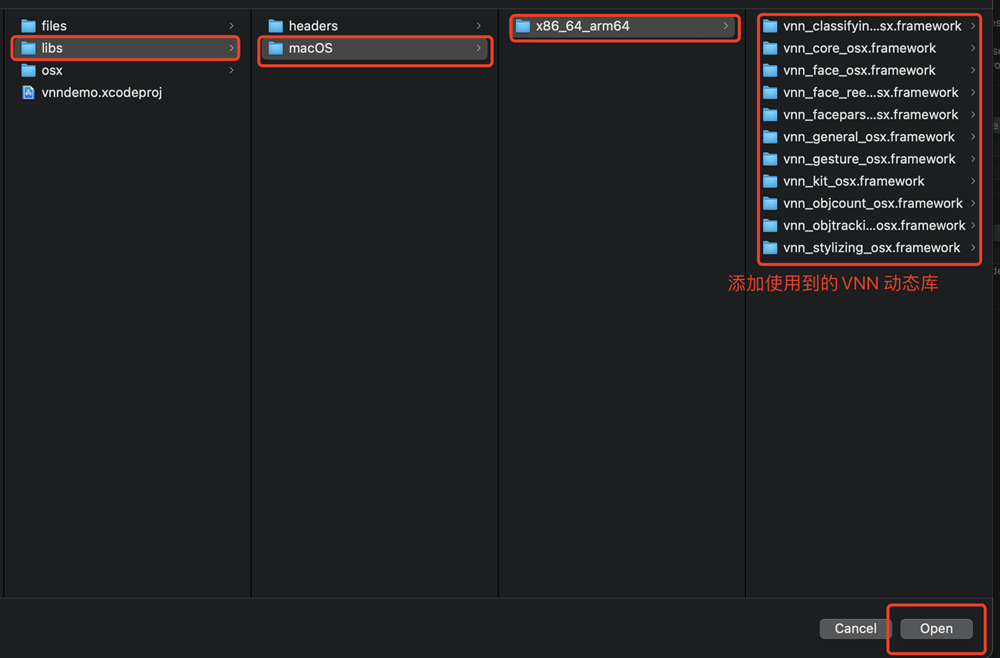 files
libs
osx
vnndemo.xcodeproj
headers
macOS
x86_64_arm64
vnn_classifyin...sx.framework
vnn_core_osx.framework
vnn_face_osx.framework
vnn_face_ree...sx.framework
vnn_facepars...sx.framework
vnn_general_osx.framework
vnn_gesture_osx.framework
vnn_kit_osx.framework
vnn_objcount_osx.framework
vnn_objtracki...osx.framework
vnn_stylizing_osx.framework
添加使用到的 VNN 动态库
Cancel
Open